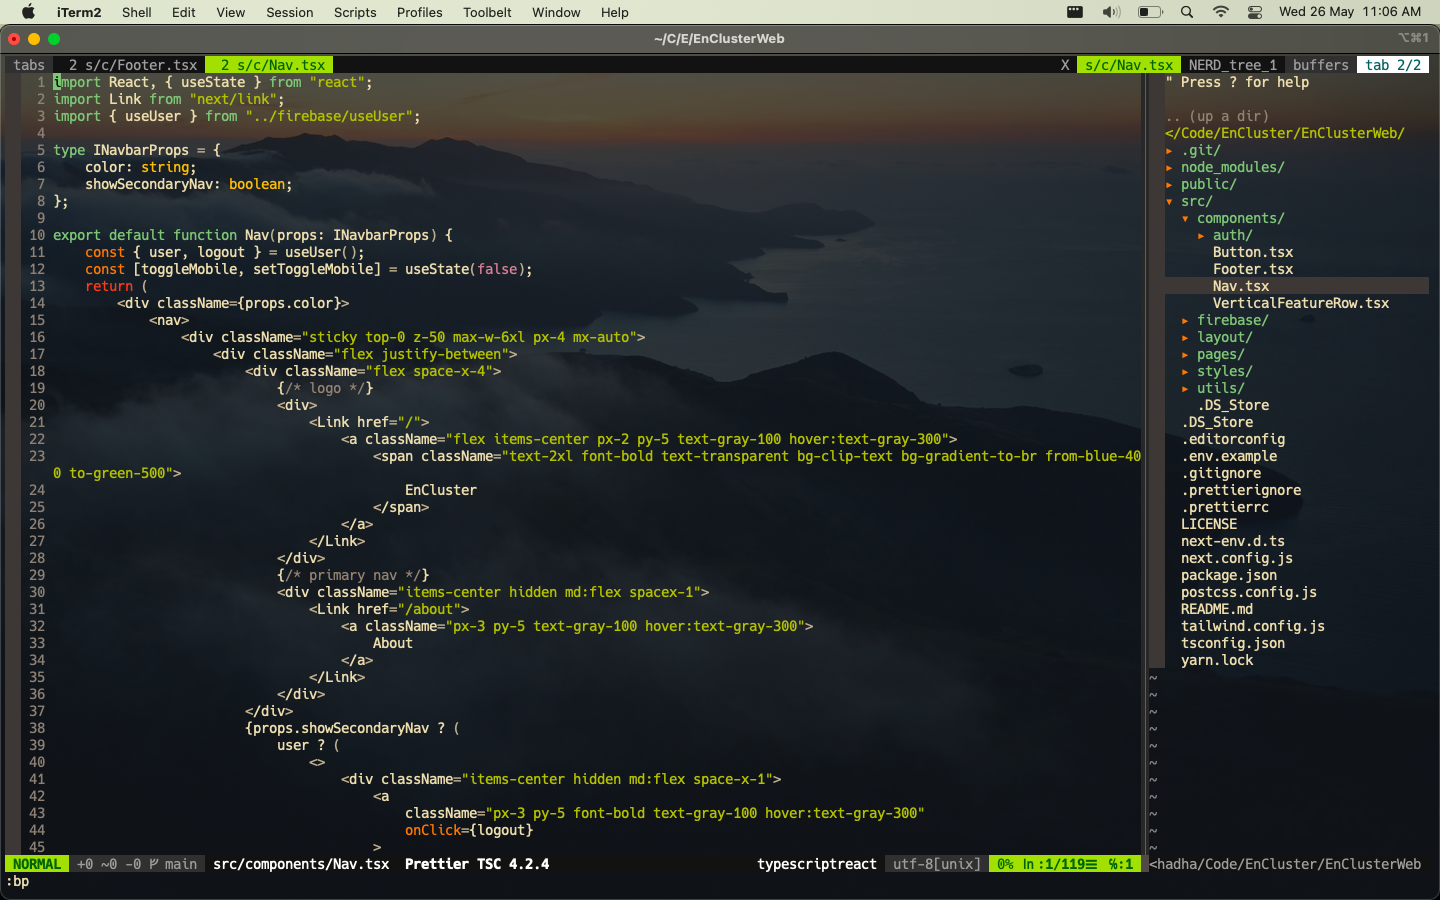 iTerm2 Shell Edit View Session Scripts Profiles Toolbelt Window Help Wed 26 May 11:06 AM
~/C/E/EnClusterWeb ⌥⌘1
tabs 2 s/c/Footer.tsx 2 s/c/Nav.tsx X s/c/Nav.tsx NERD_tree_1 buffers tab 2/2
1 import React, { useState } from "react";
2 import Link from "next/link";
3 import { useUser } from "../firebase/useUser";
4
5 type INavbarProps = {
6     color: string;
7     showSecondaryNav: boolean;
8 };
9
10 export default function Nav(props: INavbarProps) {
11     const { user, logout } = useUser();
12     const [toggleMobile, setToggleMobile] = useState(false);
13     return (
14         <div className={props.color}>
15             <nav>
16                 <div className="sticky top-0 z-50 max-w-6xl px-4 mx-auto">
17                     <div className="flex justify-between">
18                         <div className="flex space-x-4">
19                             {/* logo */}
20                             <div>
21                                 <Link href="/">
22                                     <a className="flex items-center px-2 py-5 text-gray-100 hover:text-gray-300">
23                                         <span className="text-2xl font-bold text-transparent bg-clip-text bg-gradient-to-br from-blue-40
0 to-green-500">
24                                             EnCluster
25                                         </span>
26                                     </a>
27                                 </Link>
28                             </div>
29                             {/* primary nav */}
30                             <div className="items-center hidden md:flex spacex-1">
31                                 <Link href="/about">
32                                     <a className="px-3 py-5 text-gray-100 hover:text-gray-300">
33                                         About
34                                     </a>
35                                 </Link>
36                             </div>
37                         </div>
38                         {props.showSecondaryNav ? (
39                             user ? (
40                                 <>
41                                     <div className="items-center hidden md:flex space-x-1">
42                                         <a
43                                             className="px-3 py-5 font-bold text-gray-100 hover:text-gray-300"
44                                             onClick={logout}
45                                         >
NORMAL +0 ~0 -0 main src/components/Nav.tsx Prettier TSC 4.2.4 typescriptreact utf-8[unix] 0% ln :1/119☰ ℅:1
:bp
" Press ? for help
.. (up a dir)
</Code/EnCluster/EnClusterWeb/
▸ .git/
▸ node_modules/
▸ public/
▾ src/
▾ components/
▸ auth/
Button.tsx
Footer.tsx
Nav.tsx
VerticalFeatureRow.tsx
▸ firebase/
▸ layout/
▸ pages/
▸ styles/
▸ utils/
.DS_Store
.DS_Store
.editorconfig
.env.example
.gitignore
.prettierignore
.prettierrc
LICENSE
next-env.d.ts
next.config.js
package.json
postcss.config.js
README.md
tailwind.config.js
tsconfig.json
yarn.lock
~
~
~
~
~
~
~
~
~
~
~
<hadha/Code/EnCluster/EnClusterWeb